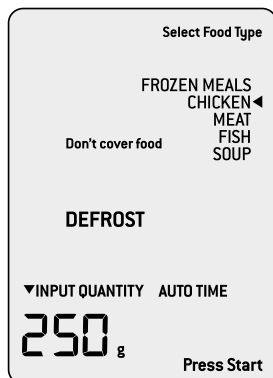 Select Food Type
FROZEN MEALS
CHICKEN◀
MEAT
Don't cover food FISH
SOUP
DEFROST
▼INPUT QUANTITY AUTO TIME
250 g
Press Start